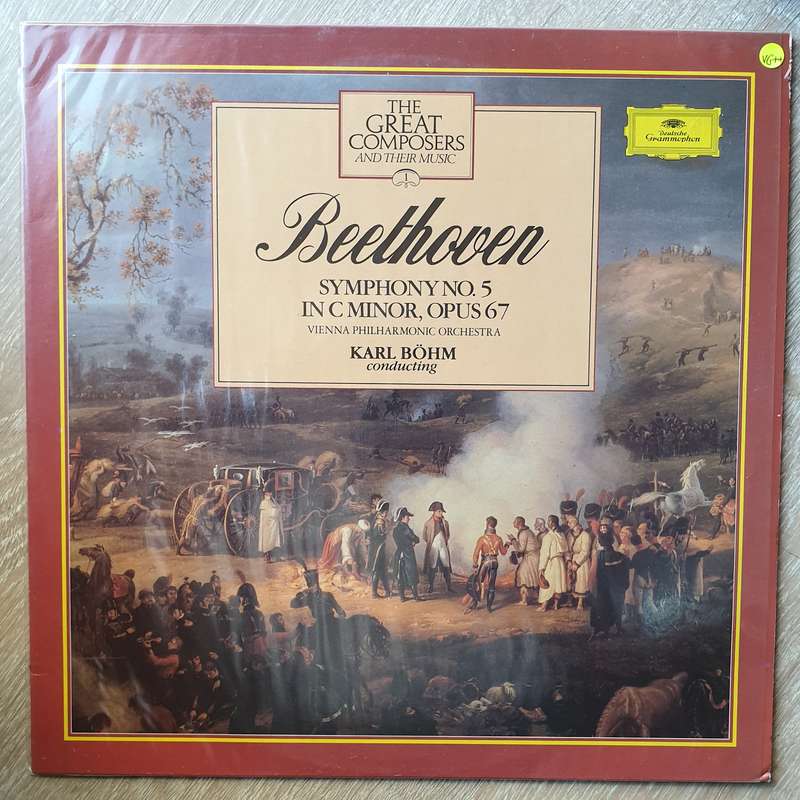 VG++
THE
GREAT
COMPOSERS
AND THEIR MUSIC
1
Deutsche
Grammophon
Beethoven
SYMPHONY NO. 5
IN C MINOR, OPUS 67
VIENNA PHILHARMONIC ORCHESTRA
KARL BÖHM
conducting